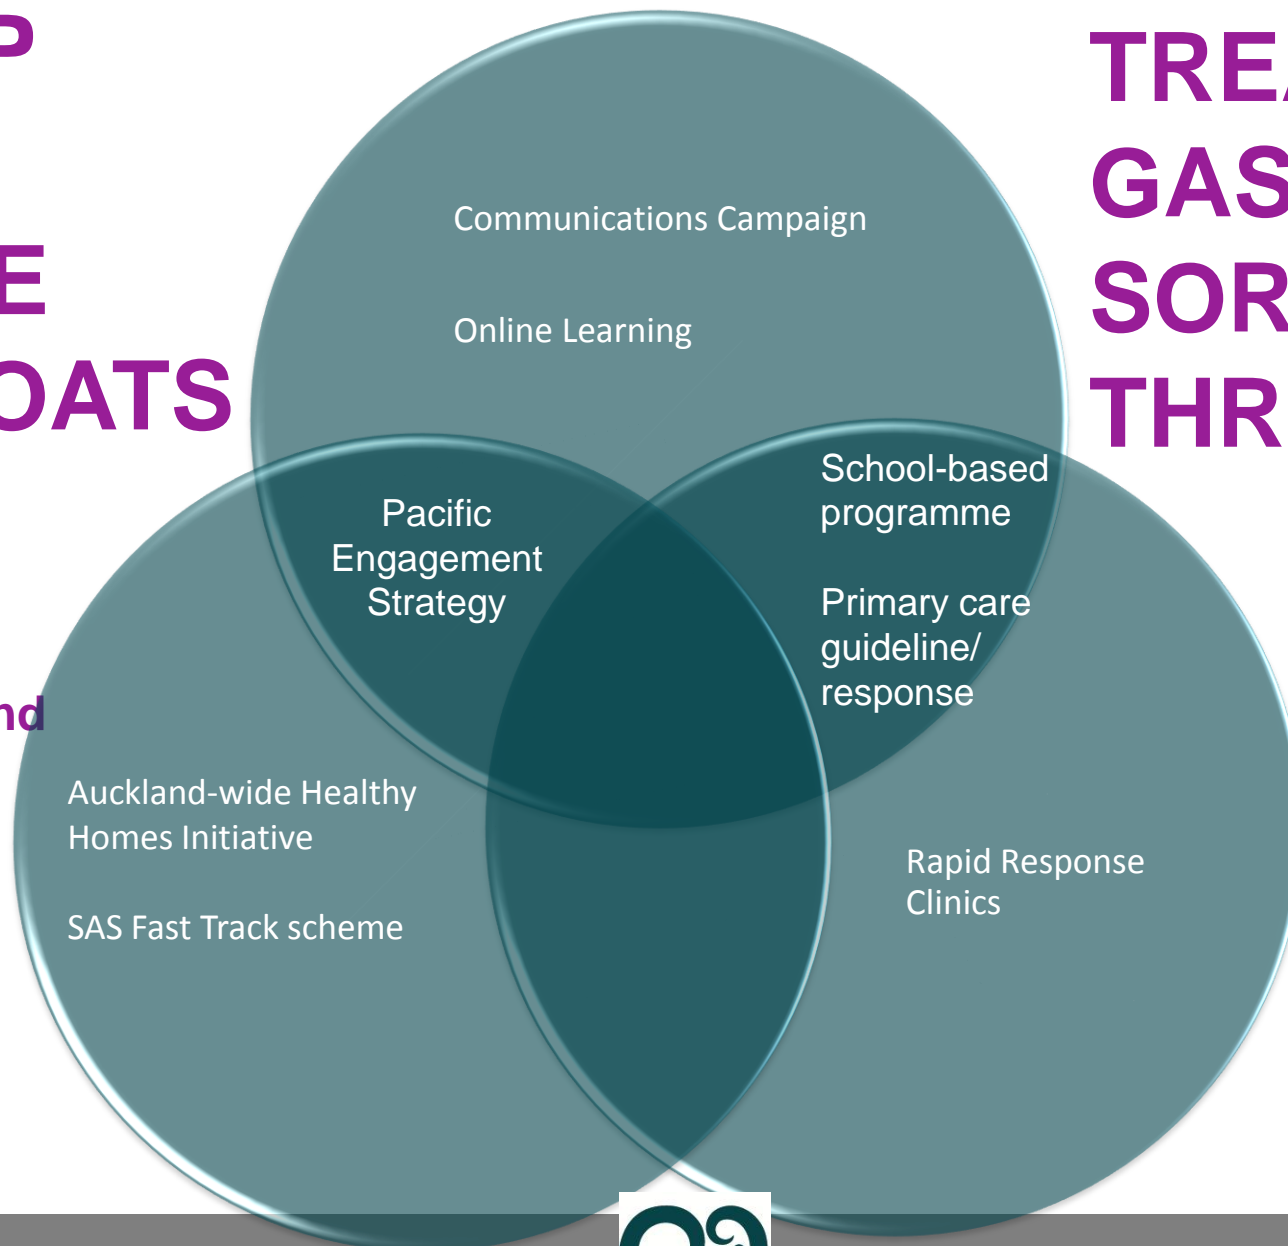 P
E
OATS
TREA
GAS
SOR
THR
Communications Campaign
Online Learning
Pacific
Engagement
Strategy
School-based
programme
Primary care
guideline/
response
nd
Auckland-wide Healthy
Homes Initiative
SAS Fast Track scheme
Rapid Response
Clinics